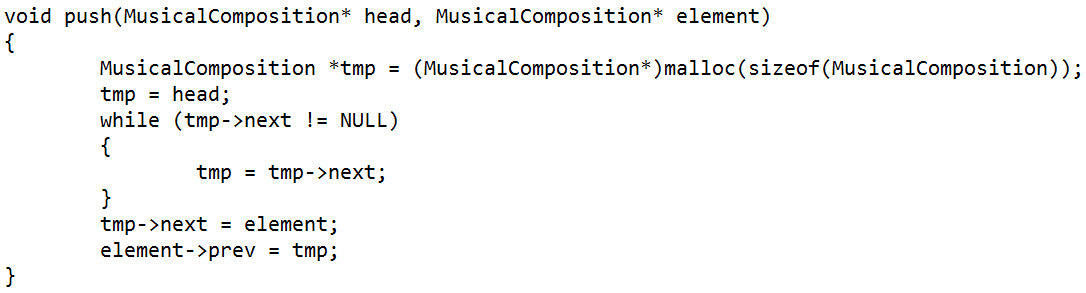 void push(MusicalComposition* head, MusicalComposition* element)
{
        MusicalComposition *tmp = (MusicalComposition*)malloc(sizeof(MusicalComposition));
        tmp = head;
        while (tmp->next != NULL)
        {
                tmp = tmp->next;
        }
        tmp->next = element;
        element->prev = tmp;
}